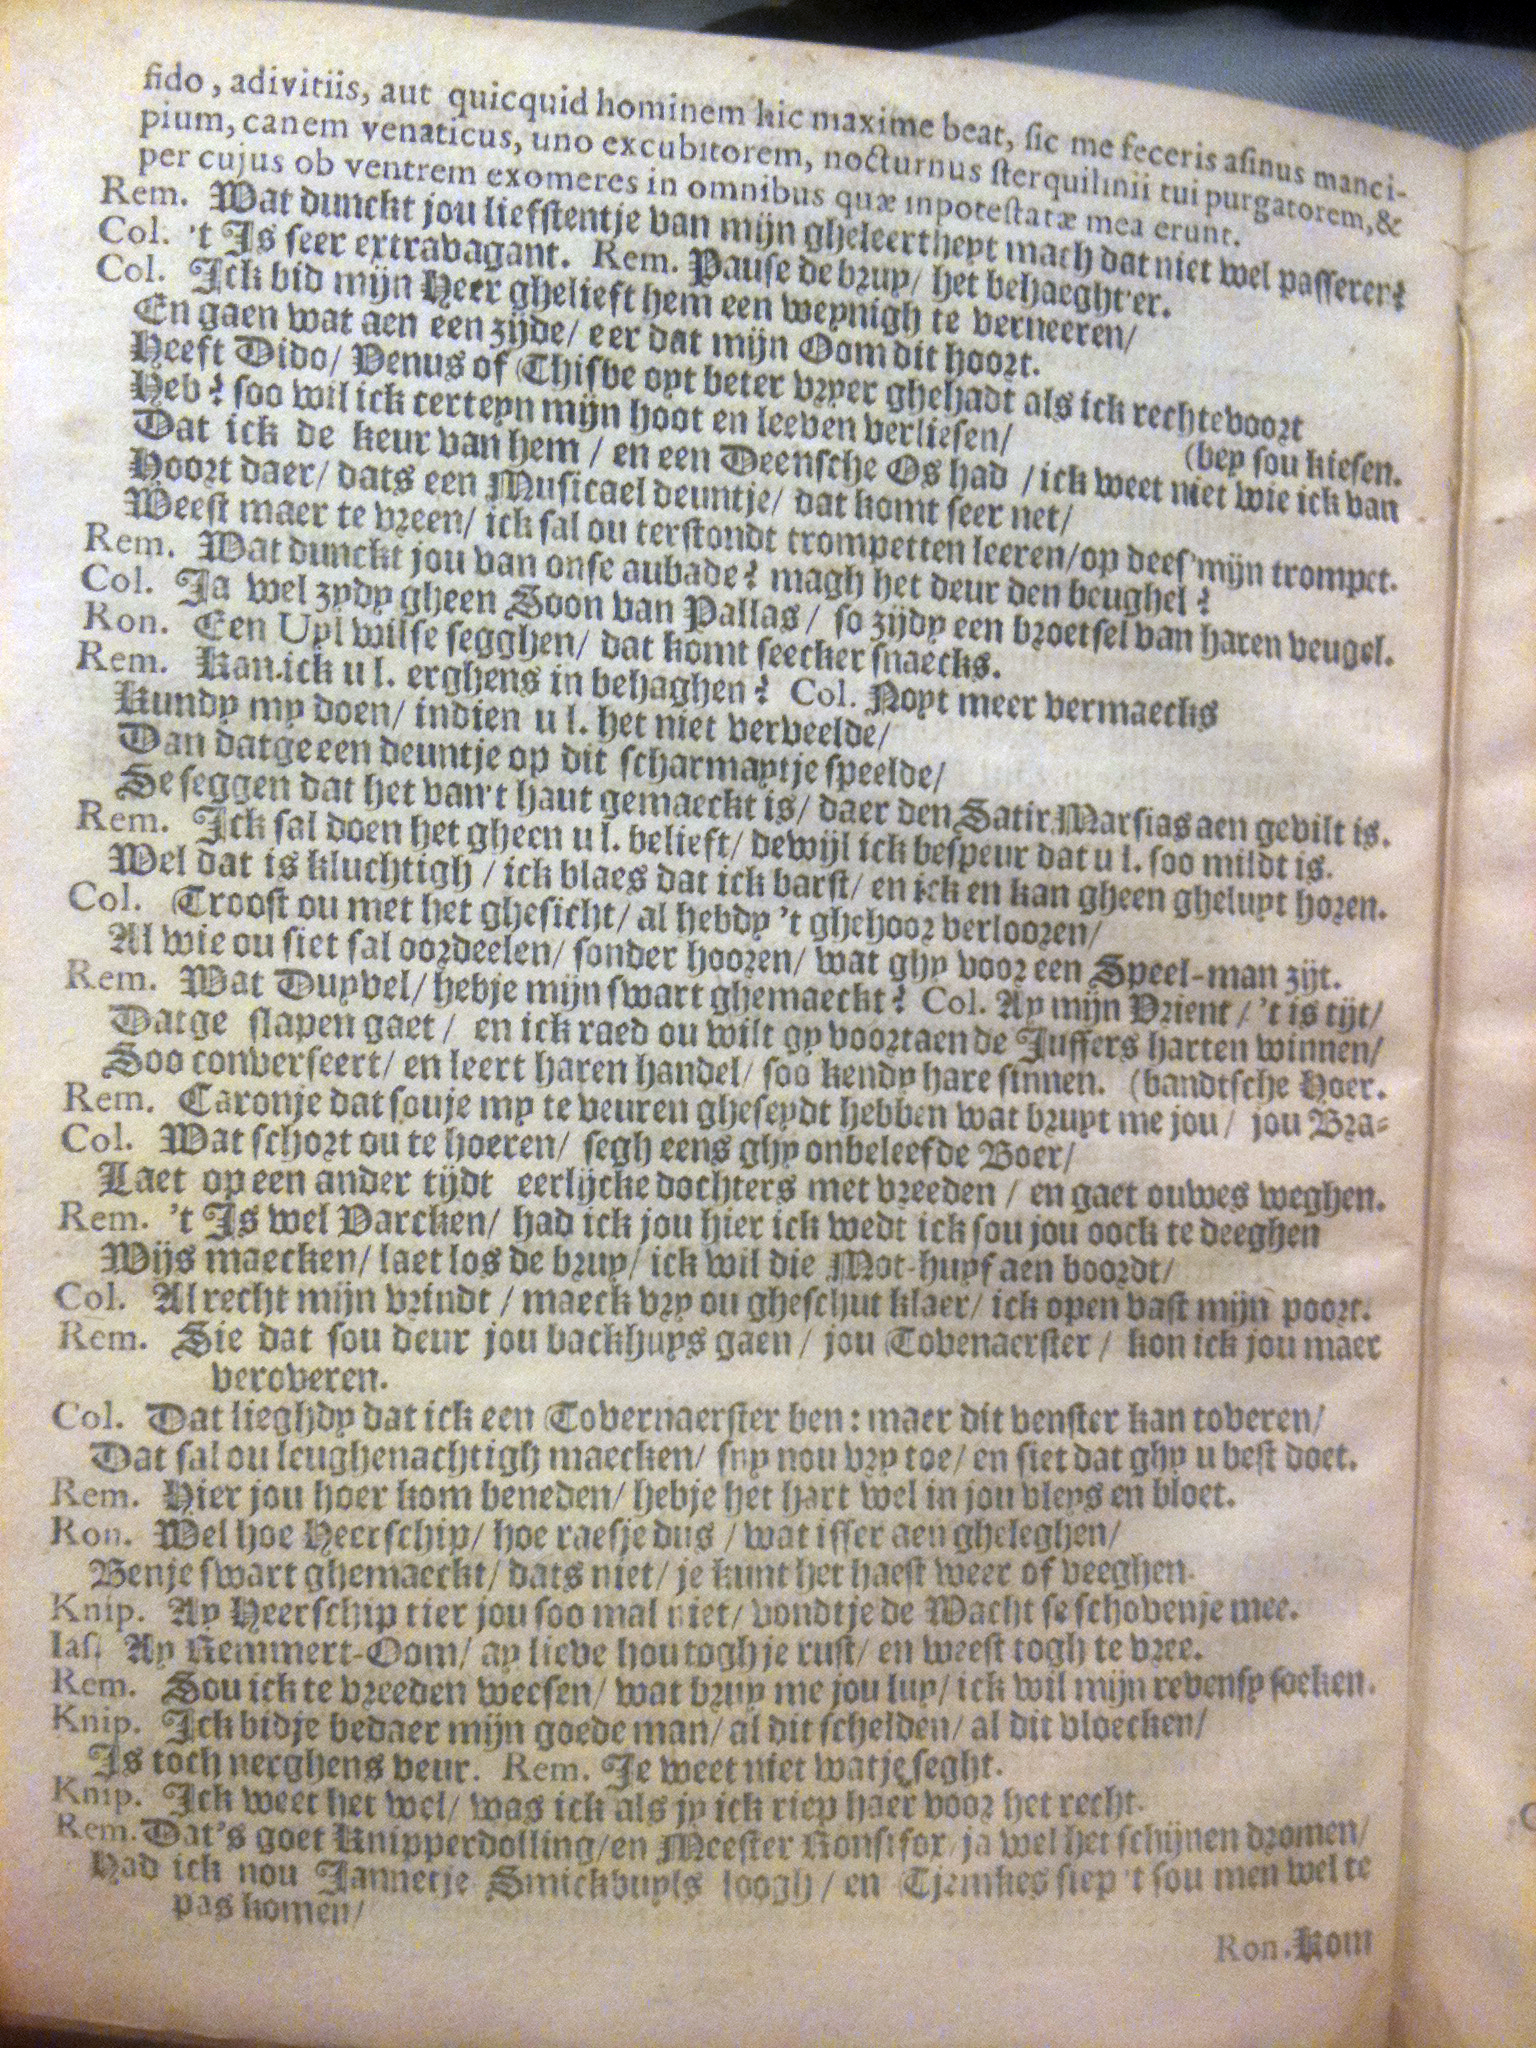 fido, adivitiis, aut quicquid hominem hic maxime beat, sic me feceris asinus manci-
pium, canem venaticus, uno excubitorem, nocturnus sterquilinii tui purgatorem, &
per cujus ob ventrem exomeres in omnibus quæ inpotestatæ mea erunt.
Rem. Wat dunckt jou liefstentje van mijn gheleertheyt mach dat niet wel passeren?
Col. 't Is seer extravagant. Rem. Pause de bruy/ het behaeght'er.
Col. Ick bid mijn Heer ghelieft hem een weynigh te verneeren/
En gaen wat aen een zijde/ eer dat mijn Oom dit hoort.
Heeft Dido/ Venus of Thisbe oyt beter vryer ghehadt als ick rechtevoort
Heb? soo wil ick certeyn mijn hoot en leeven verliesen/
(bey sou kiesen.
Dat ick de keur van hem / en een Deensche Os had / ick weet niet wie ick van
Hoort daer/ dats een Musicael deuntje/ dat komt seer net/
Weest maer te vreen/ ick sal ou terstondt trompetten leeren/ op dees' mijn trompet.
Rem. Wat dunckt jou van onse aubade? magh het deur den beughel?
Col. Ja wel zydy gheen Soon van Pallas/ so zijdy een broetsel van haren veugel.
Ron. Een Uyl wilse segghen/ dat komt seecker snaecks.
Rem. Kan ick u l. erghens in behaghen? Col. Noyt meer vermaecks
Kundy my doen/ indien u l. het niet verveelde/
Dan datge een deuntje op dit scharmaytje speelde/
Se seggen dat het van't haut gemaeckt is/ daer den Satir Marsias aen gevilt is.
Rem. Ick sal doen het gheen u l. belieft/ dewijl ick bespeur dat u l. soo mildt is.
Wel dat is kluchtigh / ick blaes dat ick barst/ en ick en kan gheen gheluyt horen.
Col. Troost ou met het ghesicht/ al hebdy 't ghehoor verlooren/
Al wie ou siet sal oordeelen/ sonder hooren/ wat ghy voor een Speel-man zijt.
Rem. Wat Duyvel/ hebje mijn swart ghemaeckt? Col. Ay mijn Vrient / 't is tijt/
Datge slapen gaet / en ick raed ou wilt gy voortaen de Juffers harten winnen/
Soo converseert/ en leert haren handel/ soo kendy hare sinnen. (bandtsche Hoer.
Rem. Caronje dat souje my te veuren gheseydt hebben wat bruyt me jou/ jou Bra-
Col. Wat schort ou te hoeren/ segh eens ghy onbeleefde Boer/
Laet op een ander tijdt eerlijcke dochters met vreeden / en gaet ouwes weghen.
Rem. 't Is wel Varcken/ had ick jou hier ick wedt ick sou jou oock te deeghen
Wijs maecken/ laet los de bruy/ ick wil die Mot-huys aen boordt/
Col. Al recht mijn vrindt / maeck vry ou gheschut klaer/ ick open vast mijn poort.
Rem. Sie dat sou deur jou backhuys gaen / jou Tovenaerster / kon ick jou maer
veroveren.
Col. Dat lieghdy dat ick een Tovernaerster ben: maer dit venster kan toveren/
Dat sal ou leughenachtigh maecken/ sny nou vry toe/ en siet dat ghy u best doet.
Rem. Hier jou hoer kom beneden/ hebje het hart wel in jou vleys en bloet.
Ron. Wel hoe Heerschip/ hoe raesje dus / wat isser aen gheleghen/
Benje swart ghemaeckt/ dats niet/ je kunt het haest weer of veeghen.
Knip. Ay Heerschip tier jou soo mal niet/ vondtje de Wacht se schovenje mee.
Ias. Ay Remmert-Oom/ ay lieve hou togh je rust/ en weest togh te vree.
Rem. Sou ick te vreeden weesen/ wat bruy me jou luy/ ick wil mijn revensy soeken.
Knip. Ick bidje bedaer mijn goede man/ al dit schelden/ al dit vloecken/
Is toch nerghens veur. Rem. Je weet niet watje seght.
Knip. Ick weet het wel/ was ick als jy ick riep haer voor het recht.
Rem. Dat's goet Knipperdolling/ en Meester Ronsifox/ ja wel het schijnen dromen/
Had ick nou Jannetje Smickbuyls loogh/ en Tjemkes siep 't sou men wel te
pas komen/
Ron. Kom